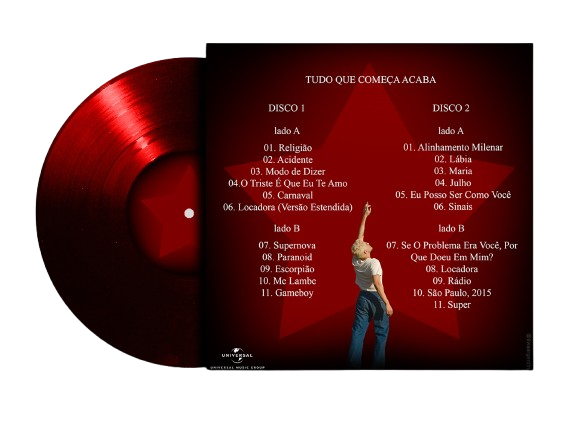 TUDO QUE COMEÇA ACABA
DISCO 1
lado A
01. Religião
02. Acidente
03. Modo de Dizer
04.O Triste É Que Eu Te Amo
05. Carnaval
06. Locadora (Versão Estendida)
lado B
07. Supernova
08. Paranoid
09. Escorpião
10. Me Lambe
11. Gameboy
DISCO 2
lado A
01. Alinhamento Milenar
02. Lábia
03. Maria
04. Julho
05. Eu Posso Ser Como Você
06. Sinais
lado B
07. Se O Problema Era Você, Por
Que Doeu Em Mim?
08. Locadora
09. Rádio
10. São Paulo, 2015
11. Super
UNIVERSAL
UNIVERSAL MUSIC GROUP